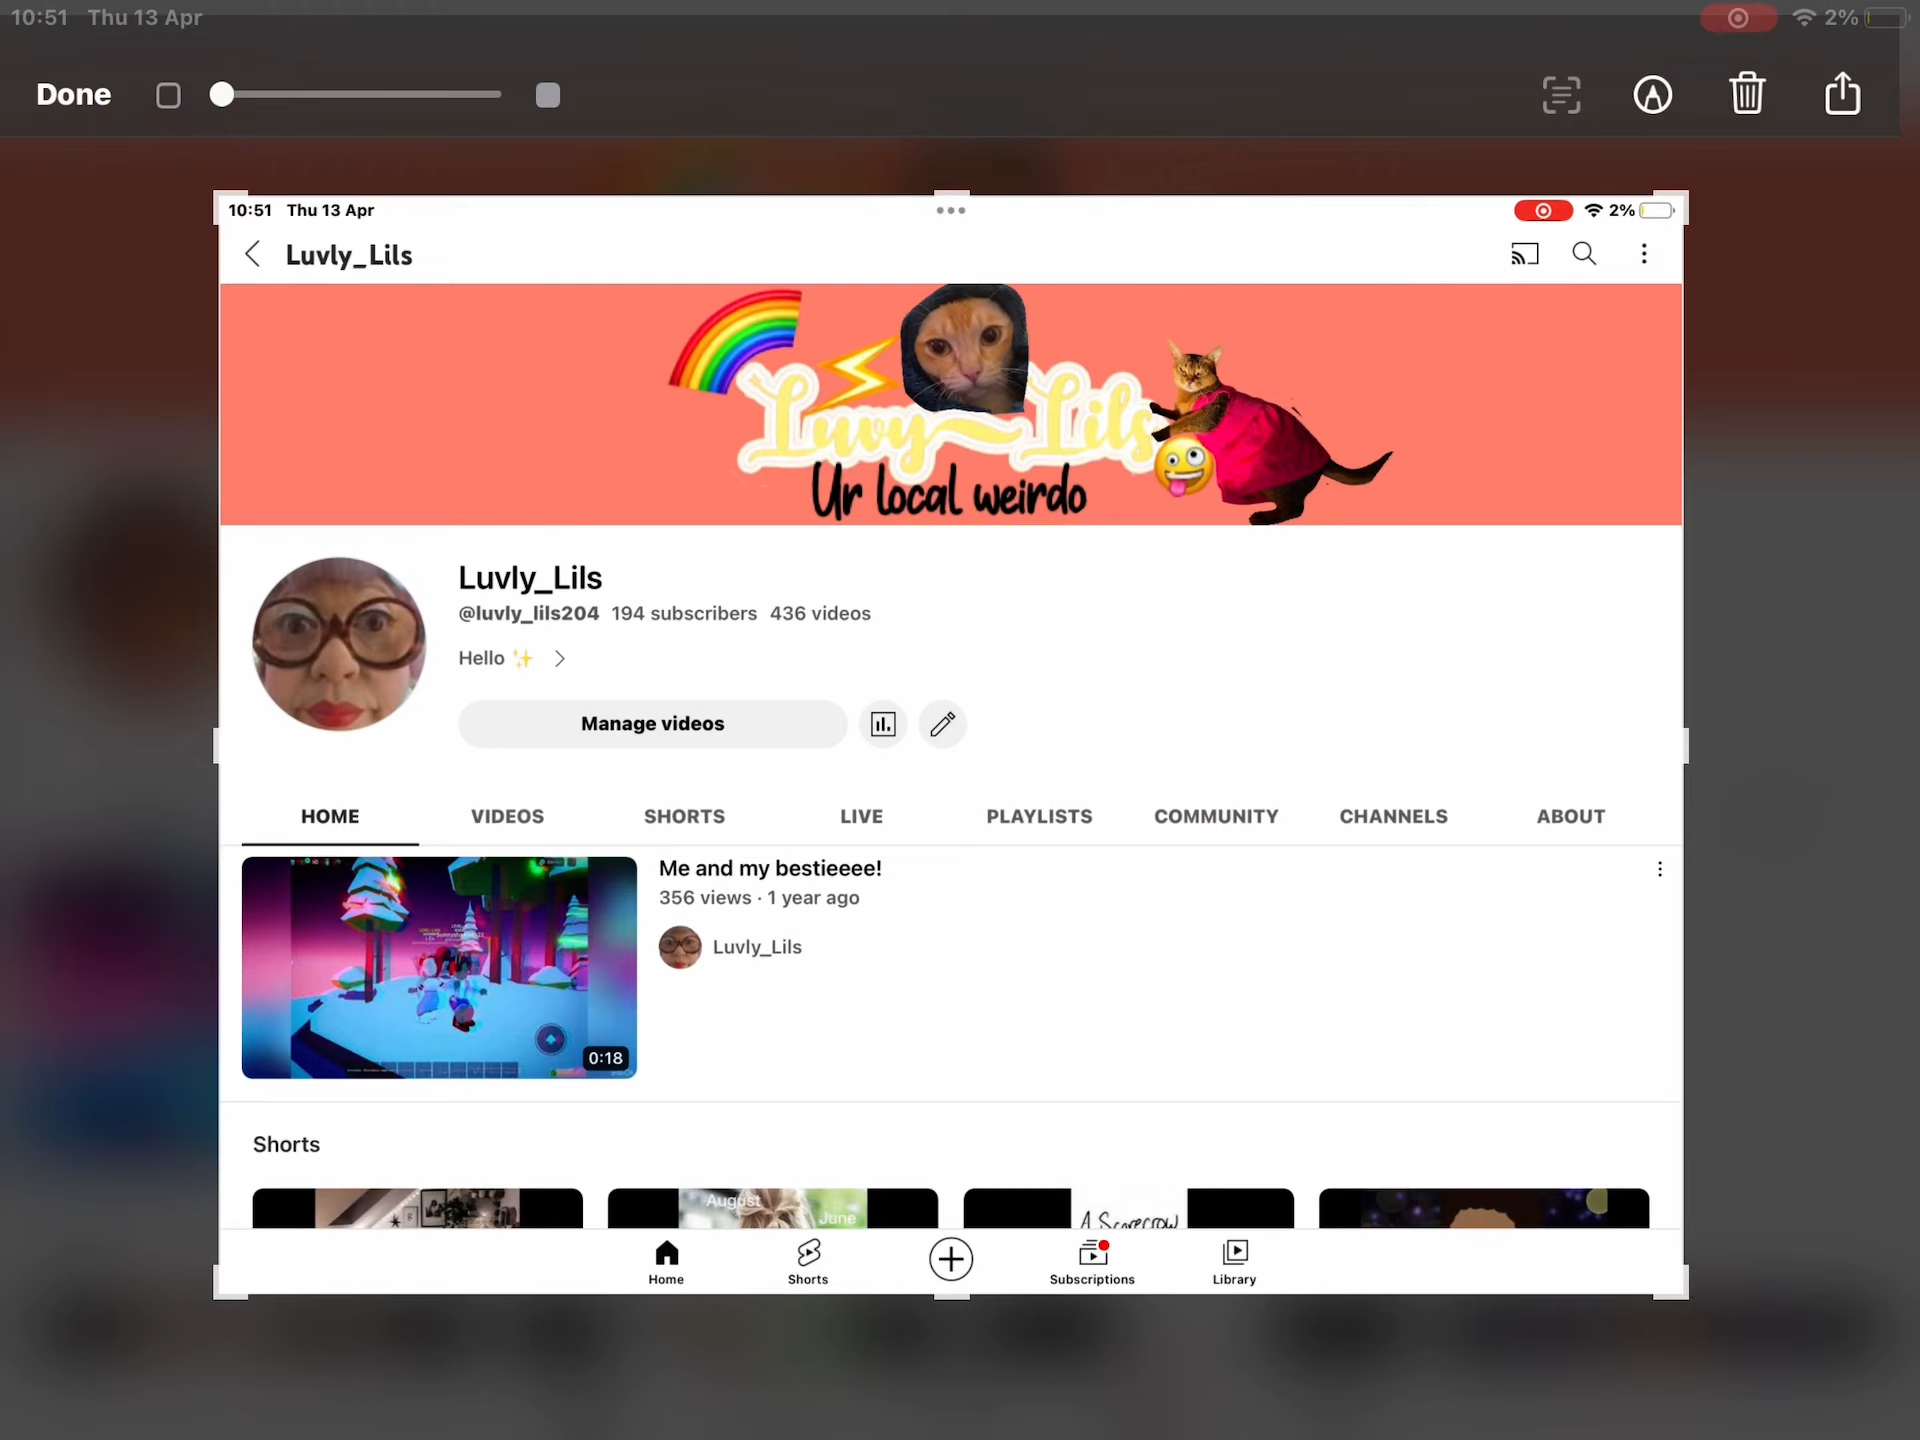 10:51 Thu 13 Apr
2%
Done
10:51 Thu 13 Apr
2%
Luvly_Lils
Luvy~Lils
Ur local weirdo
Luvly_Lils
@luvly_lils204 194 subscribers 436 videos
Hello ✨
Manage videos
HOME VIDEOS SHORTS LIVE PLAYLISTS COMMUNITY CHANNELS ABOUT
Me and my bestieeee!
356 views · 1 year ago
Luvly_Lils
0:18
Shorts
August
June
A Scarecrow
Home Shorts Subscriptions Library